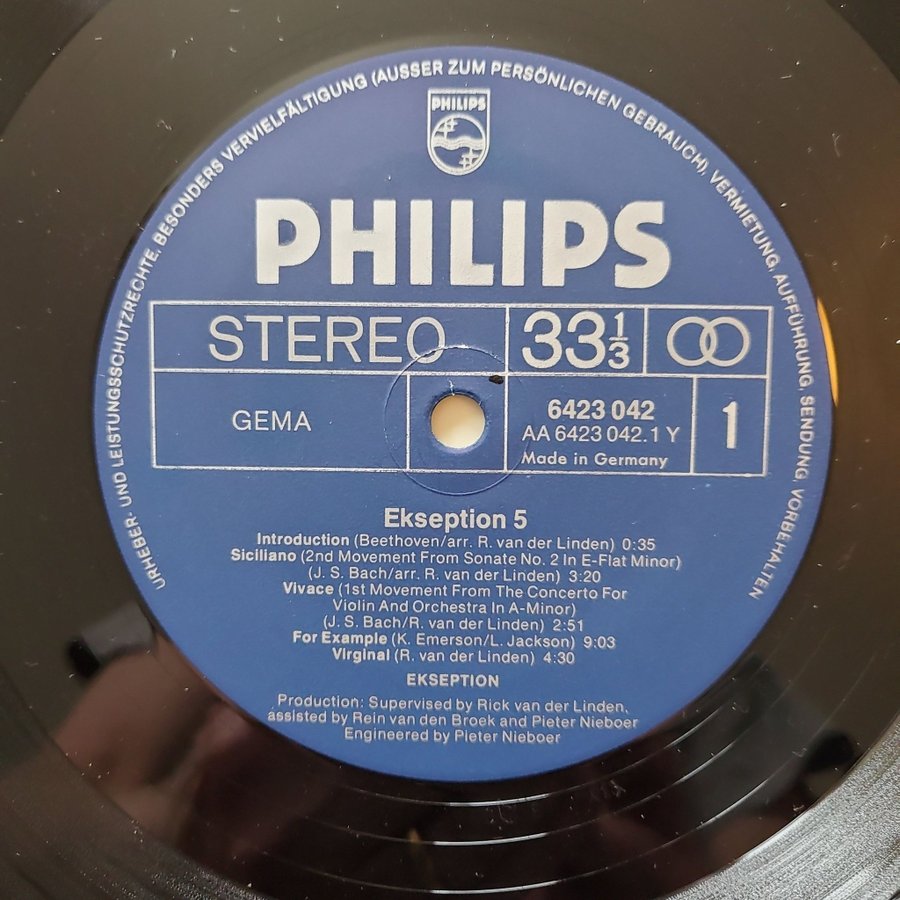 URHEBER- UND LEISTUNGSSCHUTZRECHTE, BESONDERS VERVIELFÄLTIGUNG (AUSSER ZUM PERSÖNLICHEN GEBRAUCH), VERMIETUNG, AUFFÜHRUNG, SENDUNG, VORBEHALTEN
PHILIPS
PHILIPS
STEREO
33 1/3
GEMA
6423 042
AA 6423 042.1 Y
Made in Germany
1
Ekseption 5
Introduction (Beethoven/arr. R. van der Linden) 0:35
Siciliano (2nd Movement From Sonate No. 2 In E-Flat Minor)
(J. S. Bach/arr. R. van der Linden) 3:20
Vivace (1st Movement From The Concerto For
Violin And Orchestra In A-Minor)
(J. S. Bach/R. van der Linden) 2:51
For Example (K. Emerson/L. Jackson) 9:03
Virginal (R. van der Linden) 4:30
EKSEPTION
Production: Supervised by Rick van der Linden,
assisted by Rein van den Broek and Pieter Nieboer
Engineered by Pieter Nieboer